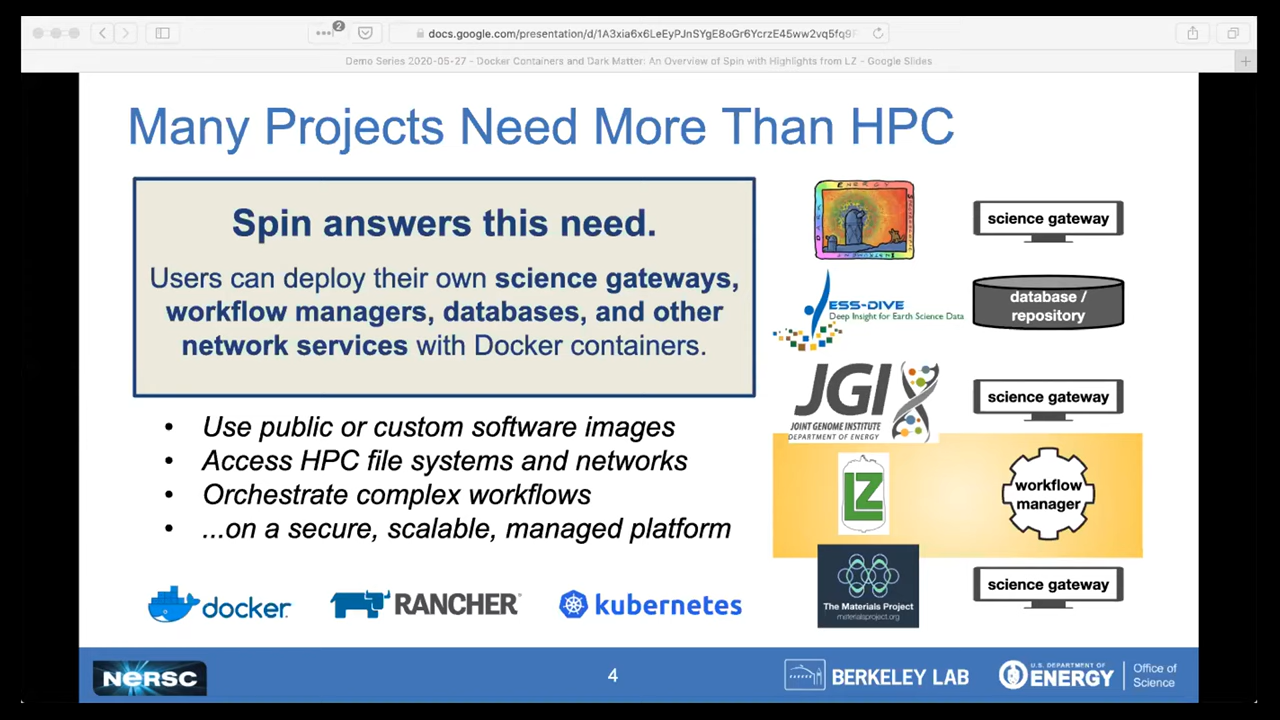 2
docs.google.com/presentation/d/1A3xia6x6LeEyPJnSYgE8oGr6YcrzE45ww2vq5fq9F
Demo Series 2020-05-27 - Docker Containers and Dark Matter: An Overview of Spin with Highlights from LZ - Google Slides
Many Projects Need More Than HPC
Spin answers this need.
Users can deploy their own science gateways,
workflow managers, databases, and other
network services with Docker containers.
• Use public or custom software images
• Access HPC file systems and networks
• Orchestrate complex workflows
• ...on a secure, scalable, managed platform
docker
RANCHER
kubernetes
science gateway
ESS-DIVE
Deep Insight for Earth Science Data
database /
repository
JGI
JOINT GENOME INSTITUTE
DEPARTMENT OF ENERGY
science gateway
LZ
workflow
manager
The Materials Project
materialsproject.org
science gateway
NERSC
4
BERKELEY LAB
U.S. DEPARTMENT OF
ENERGY
Office of
Science